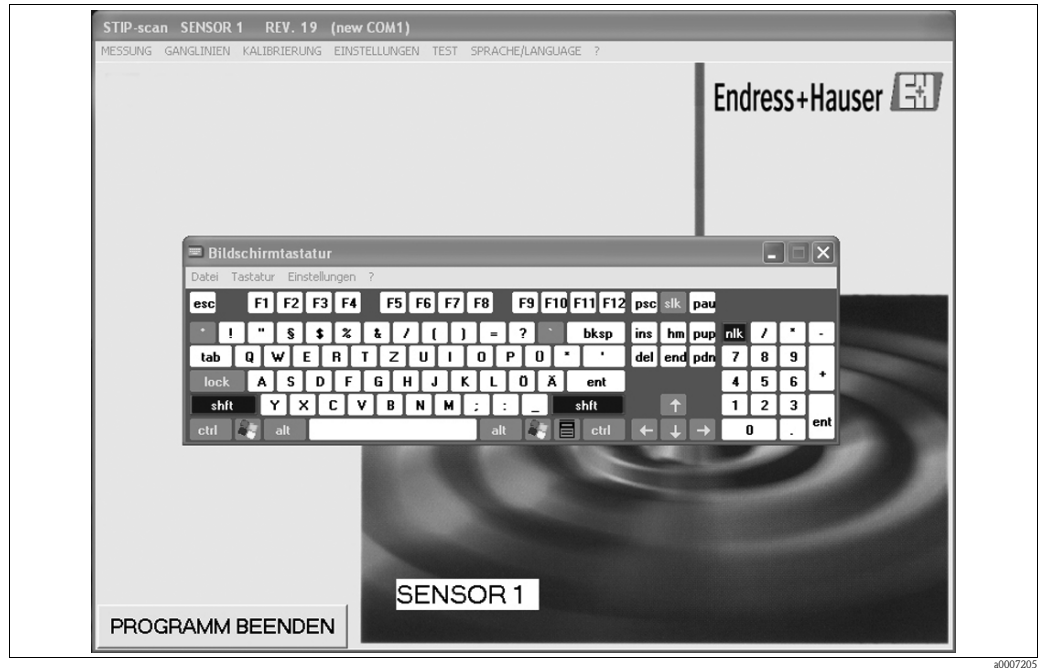 STIP-scan SENSOR 1 REV. 19 (new COM1)
MESSUNG GANGLINIEN KALIBRIERUNG EINSTELLUNGEN TEST SPRACHE/LANGUAGE ?
Endress+Hauser
Bildschirmtastatur
Datei Tastatur Einstellungen ?
esc F1 F2 F3 F4 F5 F6 F7 F8 F9 F10 F11 F12 psc slk pau
° ! " § $ % & / ( ) = ? ` bksp ins hm pup nlk / * -
tab Q W E R T Z U I O P Ü * ' del end pdn 7 8 9 +
lock A S D F G H J K L Ö Ä ent 4 5 6
shft Y X C V B N M ; : _ shft ↑ 1 2 3 ent
ctrl alt alt ctrl ← ↓ → 0 .
SENSOR 1
PROGRAMM BEENDEN
a0007205